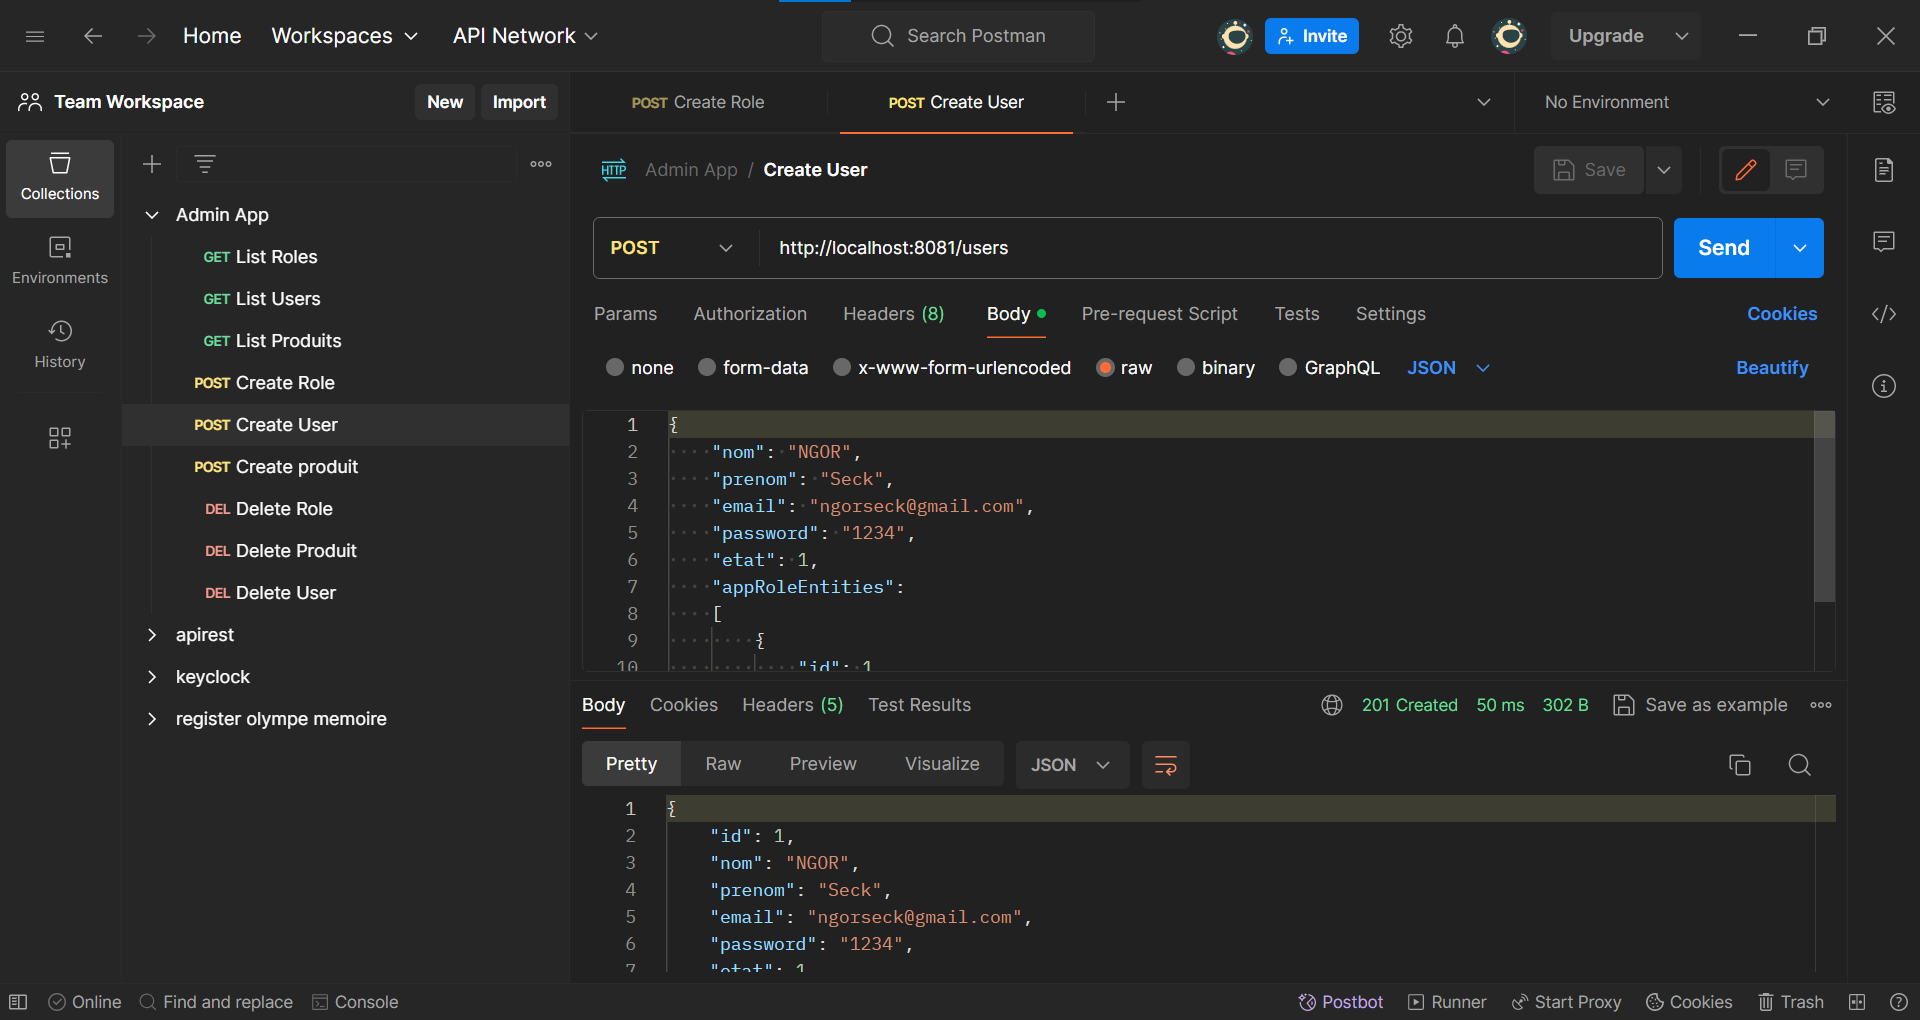 Home Workspaces API Network Search Postman Invite Upgrade
Team Workspace New Import POST Create Role POST Create User No Environment
Collections
Environments
History
Admin App
GET List Roles
GET List Users
GET List Produits
POST Create Role
POST Create User
POST Create produit
DEL Delete Role
DEL Delete Produit
DEL Delete User
apirest
keyclock
register olympe memoire
HTTP Admin App / Create User Save
POST http://localhost:8081/users Send
Params Authorization Headers (8) Body Pre-request Script Tests Settings Cookies
none form-data x-www-form-urlencoded raw binary GraphQL JSON Beautify
1 {
2 "nom": "NGOR",
3 "prenom": "Seck",
4 "email": "ngorseck@gmail.com",
5 "password": "1234",
6 "etat": 1,
7 "appRoleEntities":
8 [
9 {
10 "id": 1
Body Cookies Headers (5) Test Results 201 Created 50 ms 302 B Save as example
Pretty Raw Preview Visualize JSON
1 {
2 "id": 1,
3 "nom": "NGOR",
4 "prenom": "Seck",
5 "email": "ngorseck@gmail.com",
6 "password": "1234",
7 "etat": 1
Online Find and replace Console Postbot Runner Start Proxy Cookies Trash